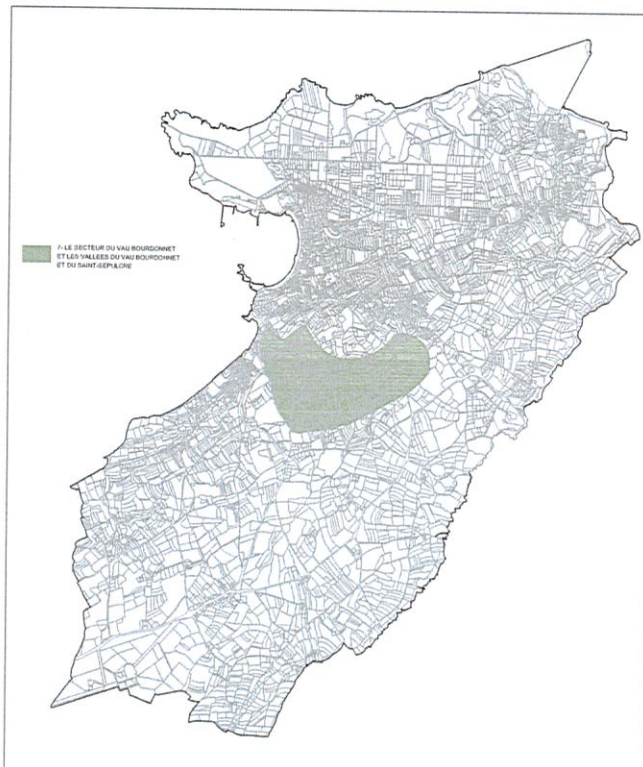 7- LE SECTEUR DU VAU BOURDONNET
ET LES VALLEES DU VAU BOURDONNET
ET DU SAINT-SEPULCRE